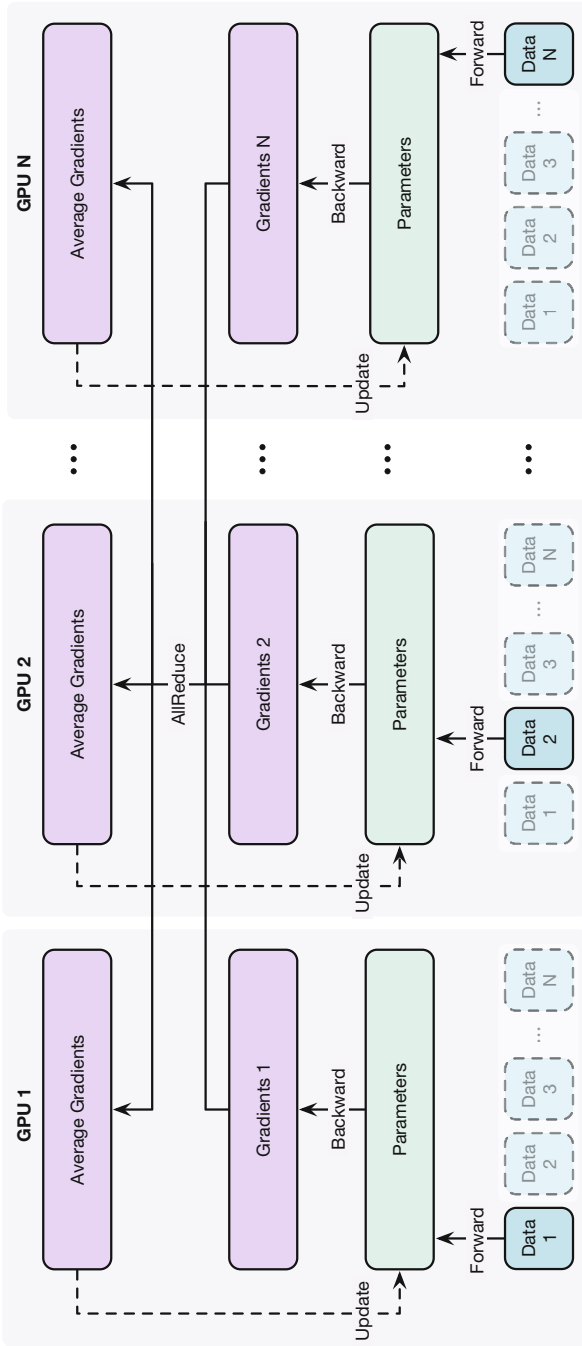 GPU 1
Average Gradients
Gradients 1
Backward
Update
Parameters
Forward
Data
1
Data
2
Data
3
...
Data
N
GPU 2
Average Gradients
AllReduce
Gradients 2
Backward
Update
Parameters
Forward
Data
1
Data
2
Data
3
...
Data
N
...
...
...
...
GPU N
Average Gradients
Gradients N
Backward
Update
Parameters
Forward
Data
1
Data
2
Data
3
...
Data
N